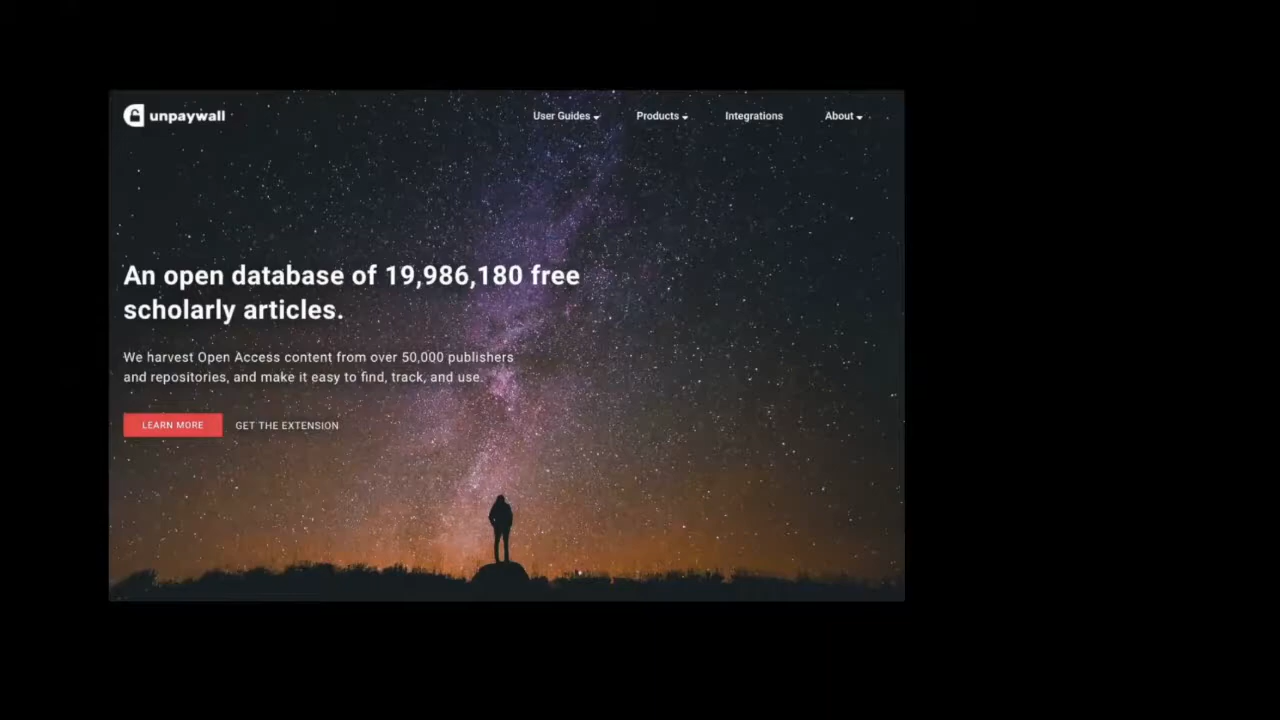 unpaywall
User Guides
Products
Integrations
About
An open database of 19,986,180 free
scholarly articles.
We harvest Open Access content from over 50,000 publishers
and repositories, and make it easy to find, track, and use.
LEARN MORE
GET THE EXTENSION